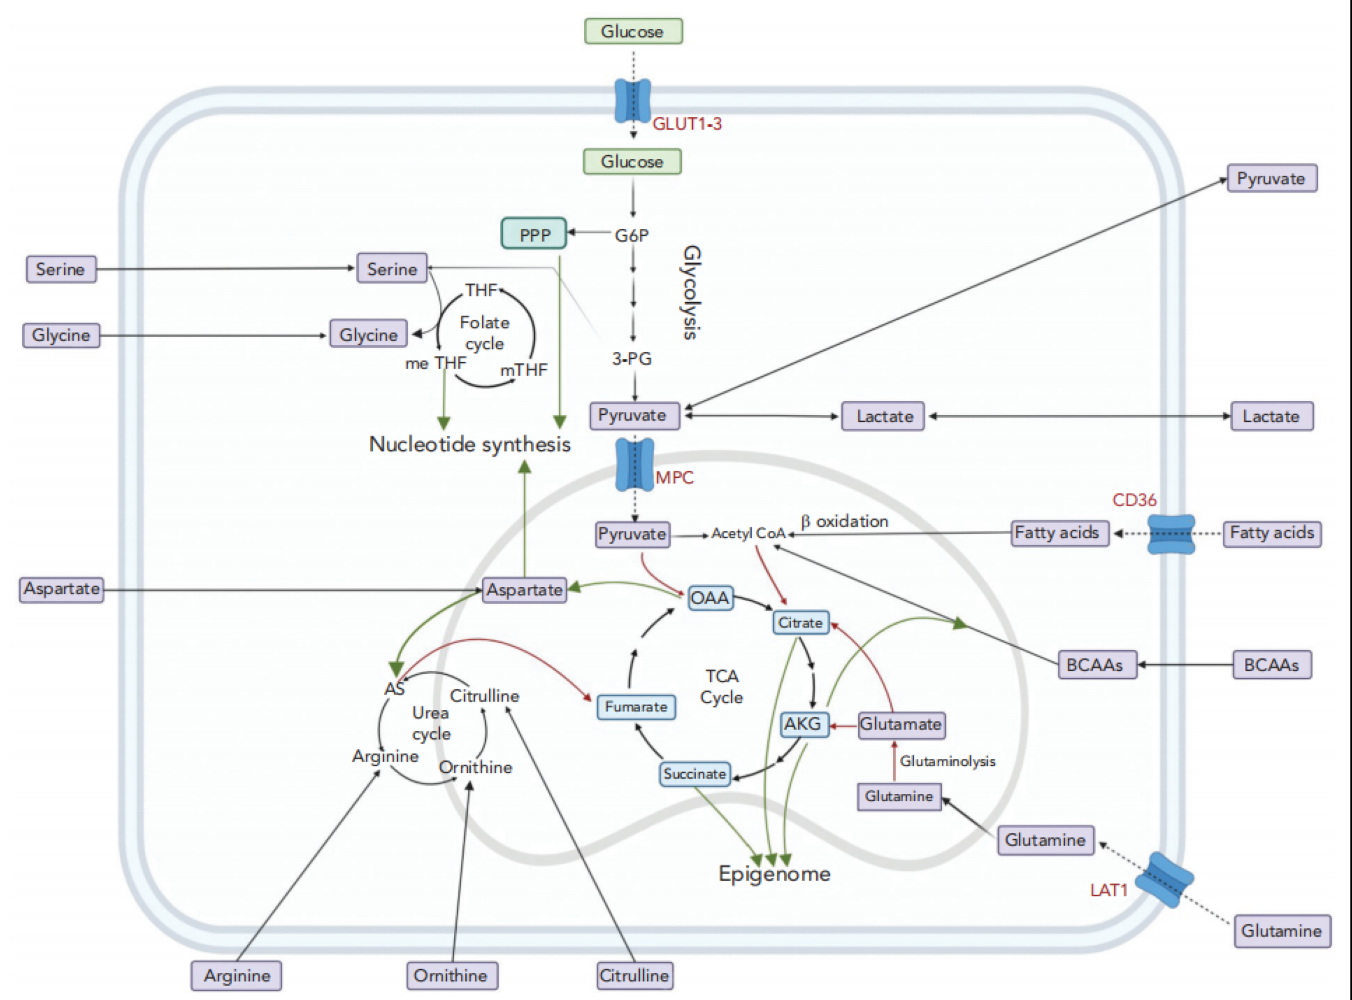 Glucose
GLUT1-3
Glucose
Pyruvate
PPP
G6P
Glycolysis
Serine
Serine
THF
Folate
cycle
Glycine
Glycine
me THF
mTHF
3-PG
Pyruvate
Lactate
Lactate
Nucleotide synthesis
MPC
CD36
Pyruvate
Acetyl CoA
β oxidation
Fatty acids
Fatty acids
Aspartate
Aspartate
OAA
Citrate
TCA
Cycle
BCAAs
BCAAs
AS
Citrulline
Urea
cycle
Fumarate
AKG
Glutamate
Arginine
Ornithine
Succinate
Glutaminolysis
Glutamine
Glutamine
Epigenome
LAT1
Glutamine
Arginine
Ornithine
Citrulline